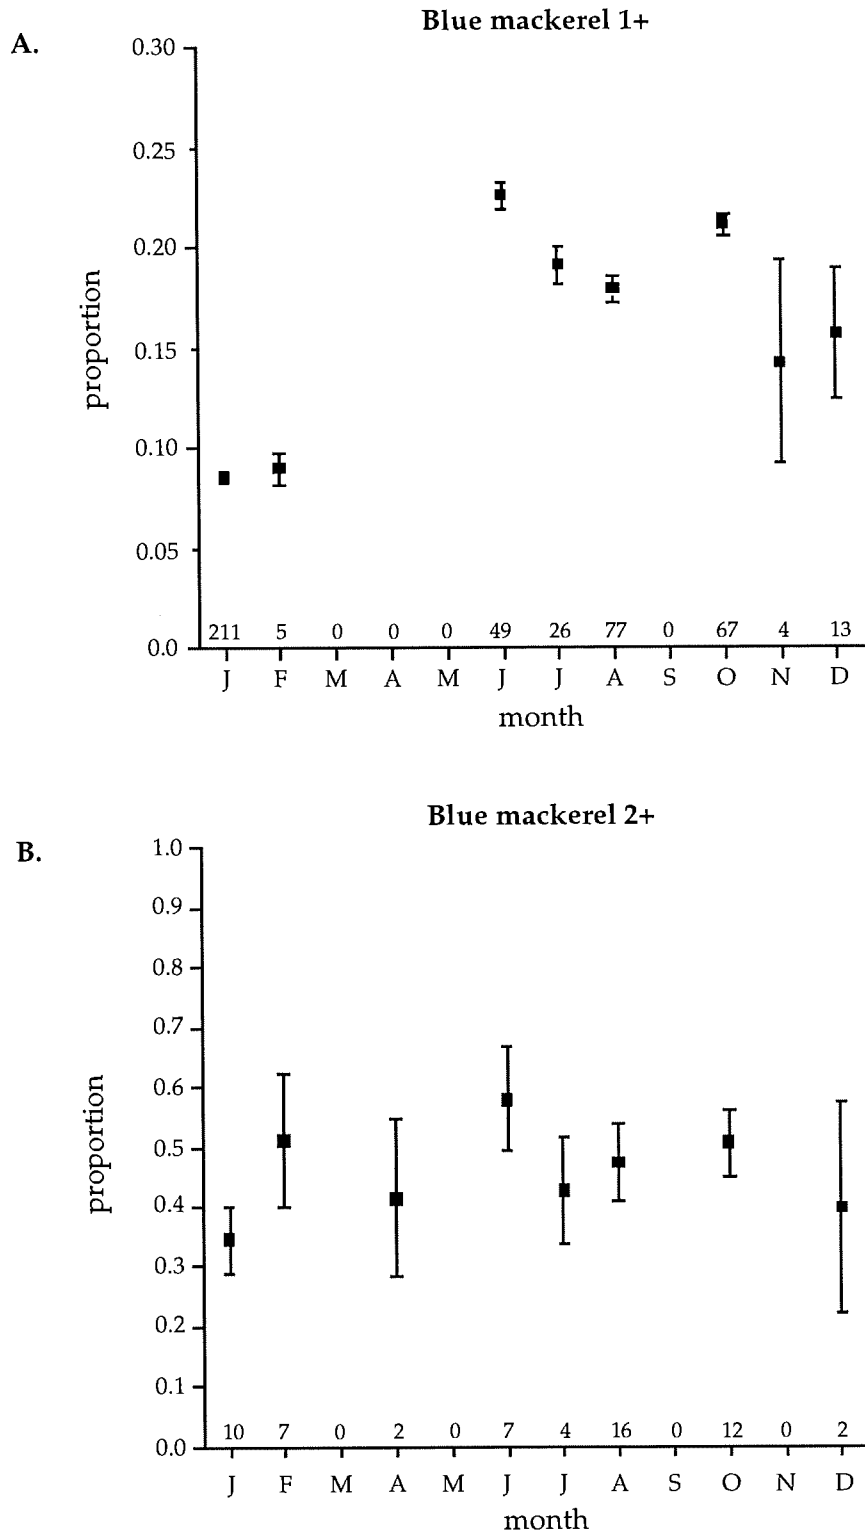 Blue mackerel 1+
A.
0.30
0.25
0.20
0.15
0.10
0.05
0.0
proportion
211 5 0 0 0 49 26 77 0 67 4 13
J F M A M J J A S O N D
month
Blue mackerel 2+
B.
1.0
0.9
0.8
0.7
0.6
0.5
0.4
0.3
0.2
0.1
0.0
proportion
10 7 0 2 0 7 4 16 0 12 0 2
J F M A M J J A S O N D
month